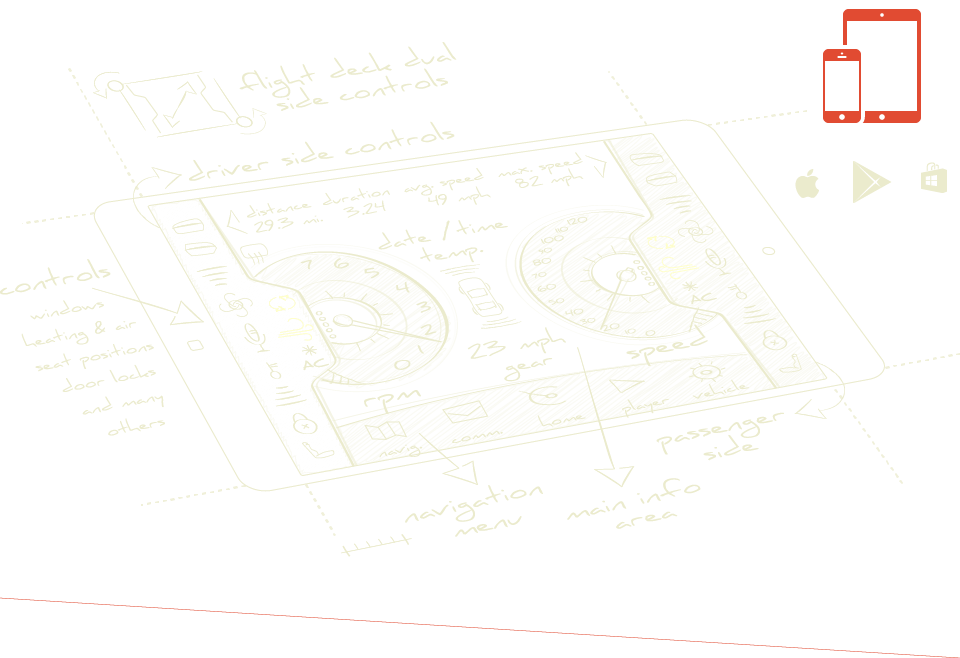 flight deck dual
side controls
driver side controls
distance duration avg. speed max. speed
29.3 mi. 3.24 49 mph 82 mph
date / time
temp.
controls
windows
heating & air
seat positions
door locks
and many
others
7 6 5 4 3 2 1 0
120 100 80 70 60 50 40 30 20 10 0
AC
AC
23 mph
gear
rpm
speed
navig. comm. home player vehicle
passenger
side
navigation
menu
main info
area